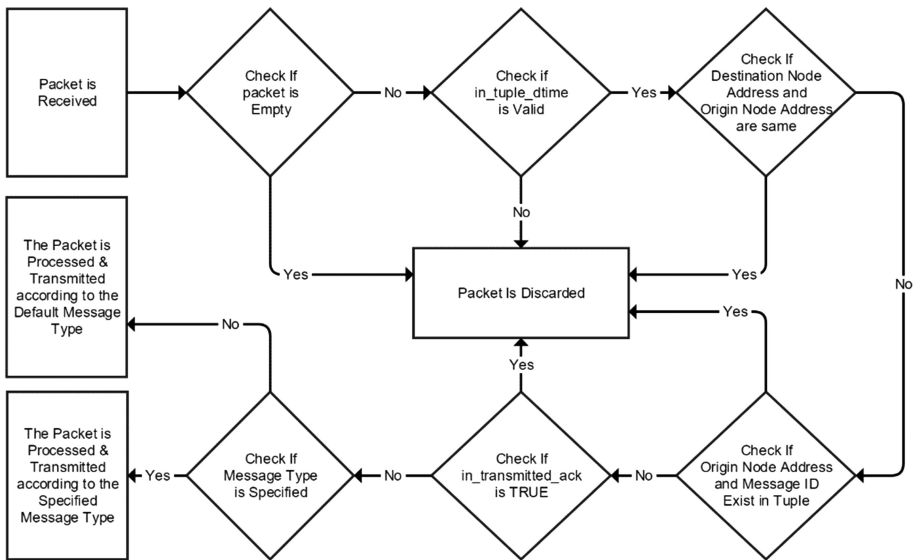 Packet is
Received
Check If
packet is
Empty
No
Check if
in_tuple_dtime
is Valid
Yes
Check If
Destination Node
Address and
Origin Node Address
are same
No
Yes
Yes
No
Packet Is Discarded
Yes
Yes
The Packet is
Processed &
Transmitted
according to the
Default Message
Type
No
The Packet is
Processed &
Transmitted
according to the
Specified
Message Type
Yes
Check If
Message Type
is Specified
No
Check If
in_transmitted_ack
is TRUE
No
Check If
Origin Node Address
and Message ID
Exist in Tuple